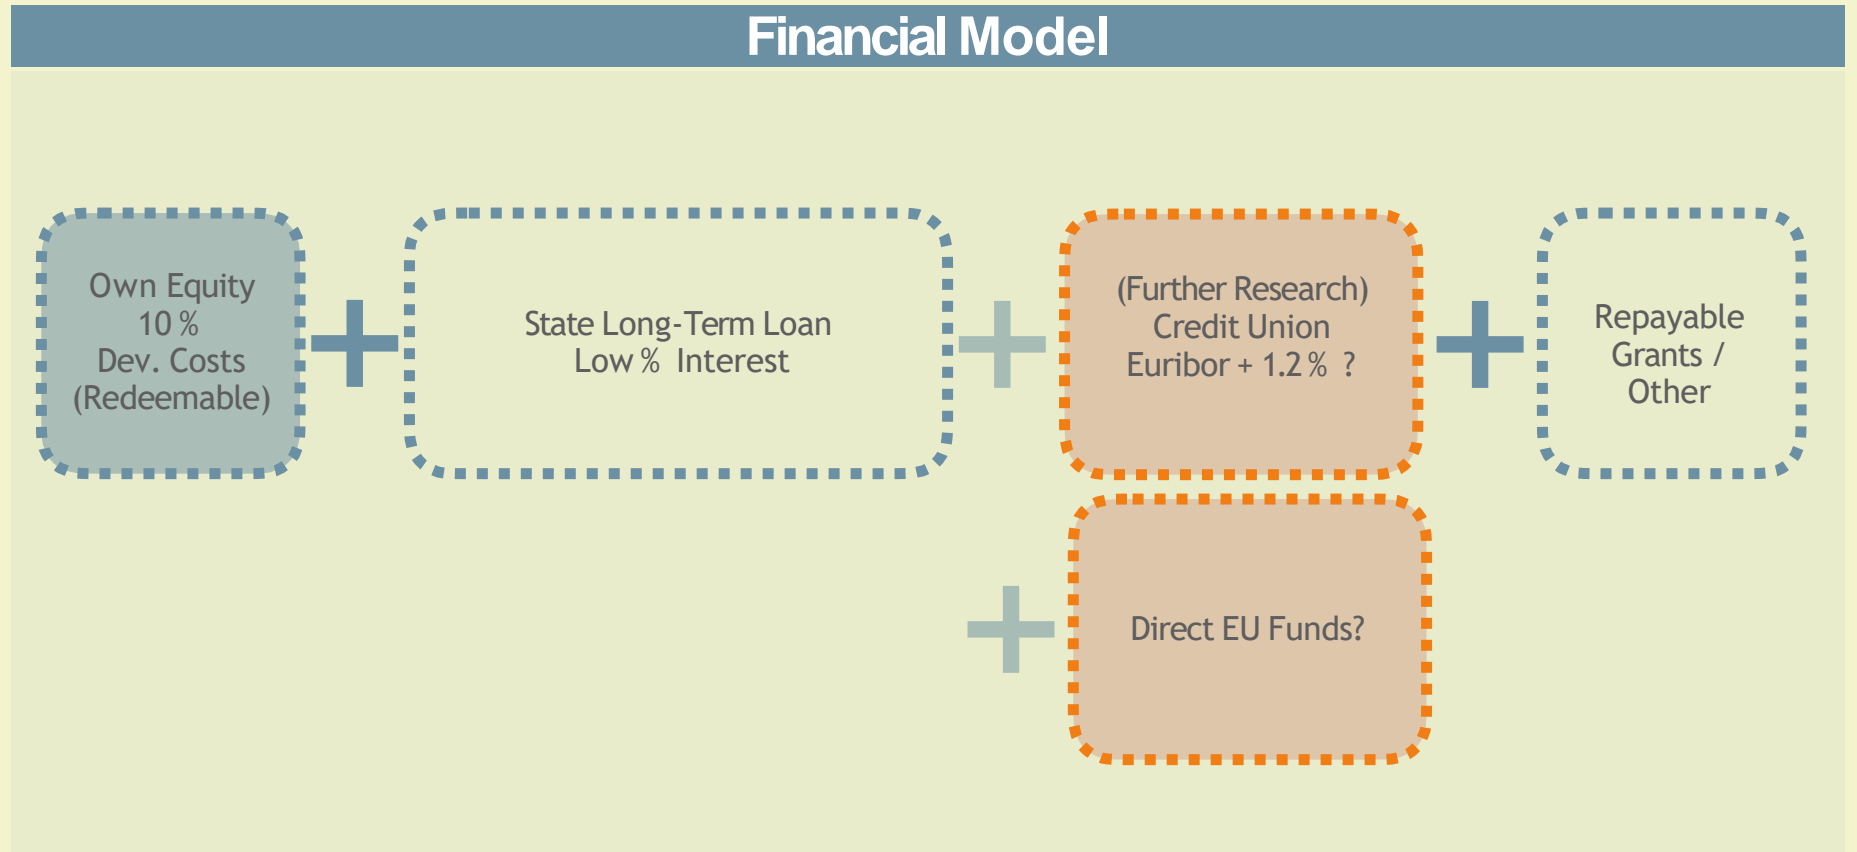 Financial Model
Own Equity
10 %
Dev. Costs
(Redeemable)
State Long-Term Loan
Low % Interest
(Further Research)
Credit Union
Euribor + 1.2 % ?
Repayable
Grants /
Other
Direct EU Funds?